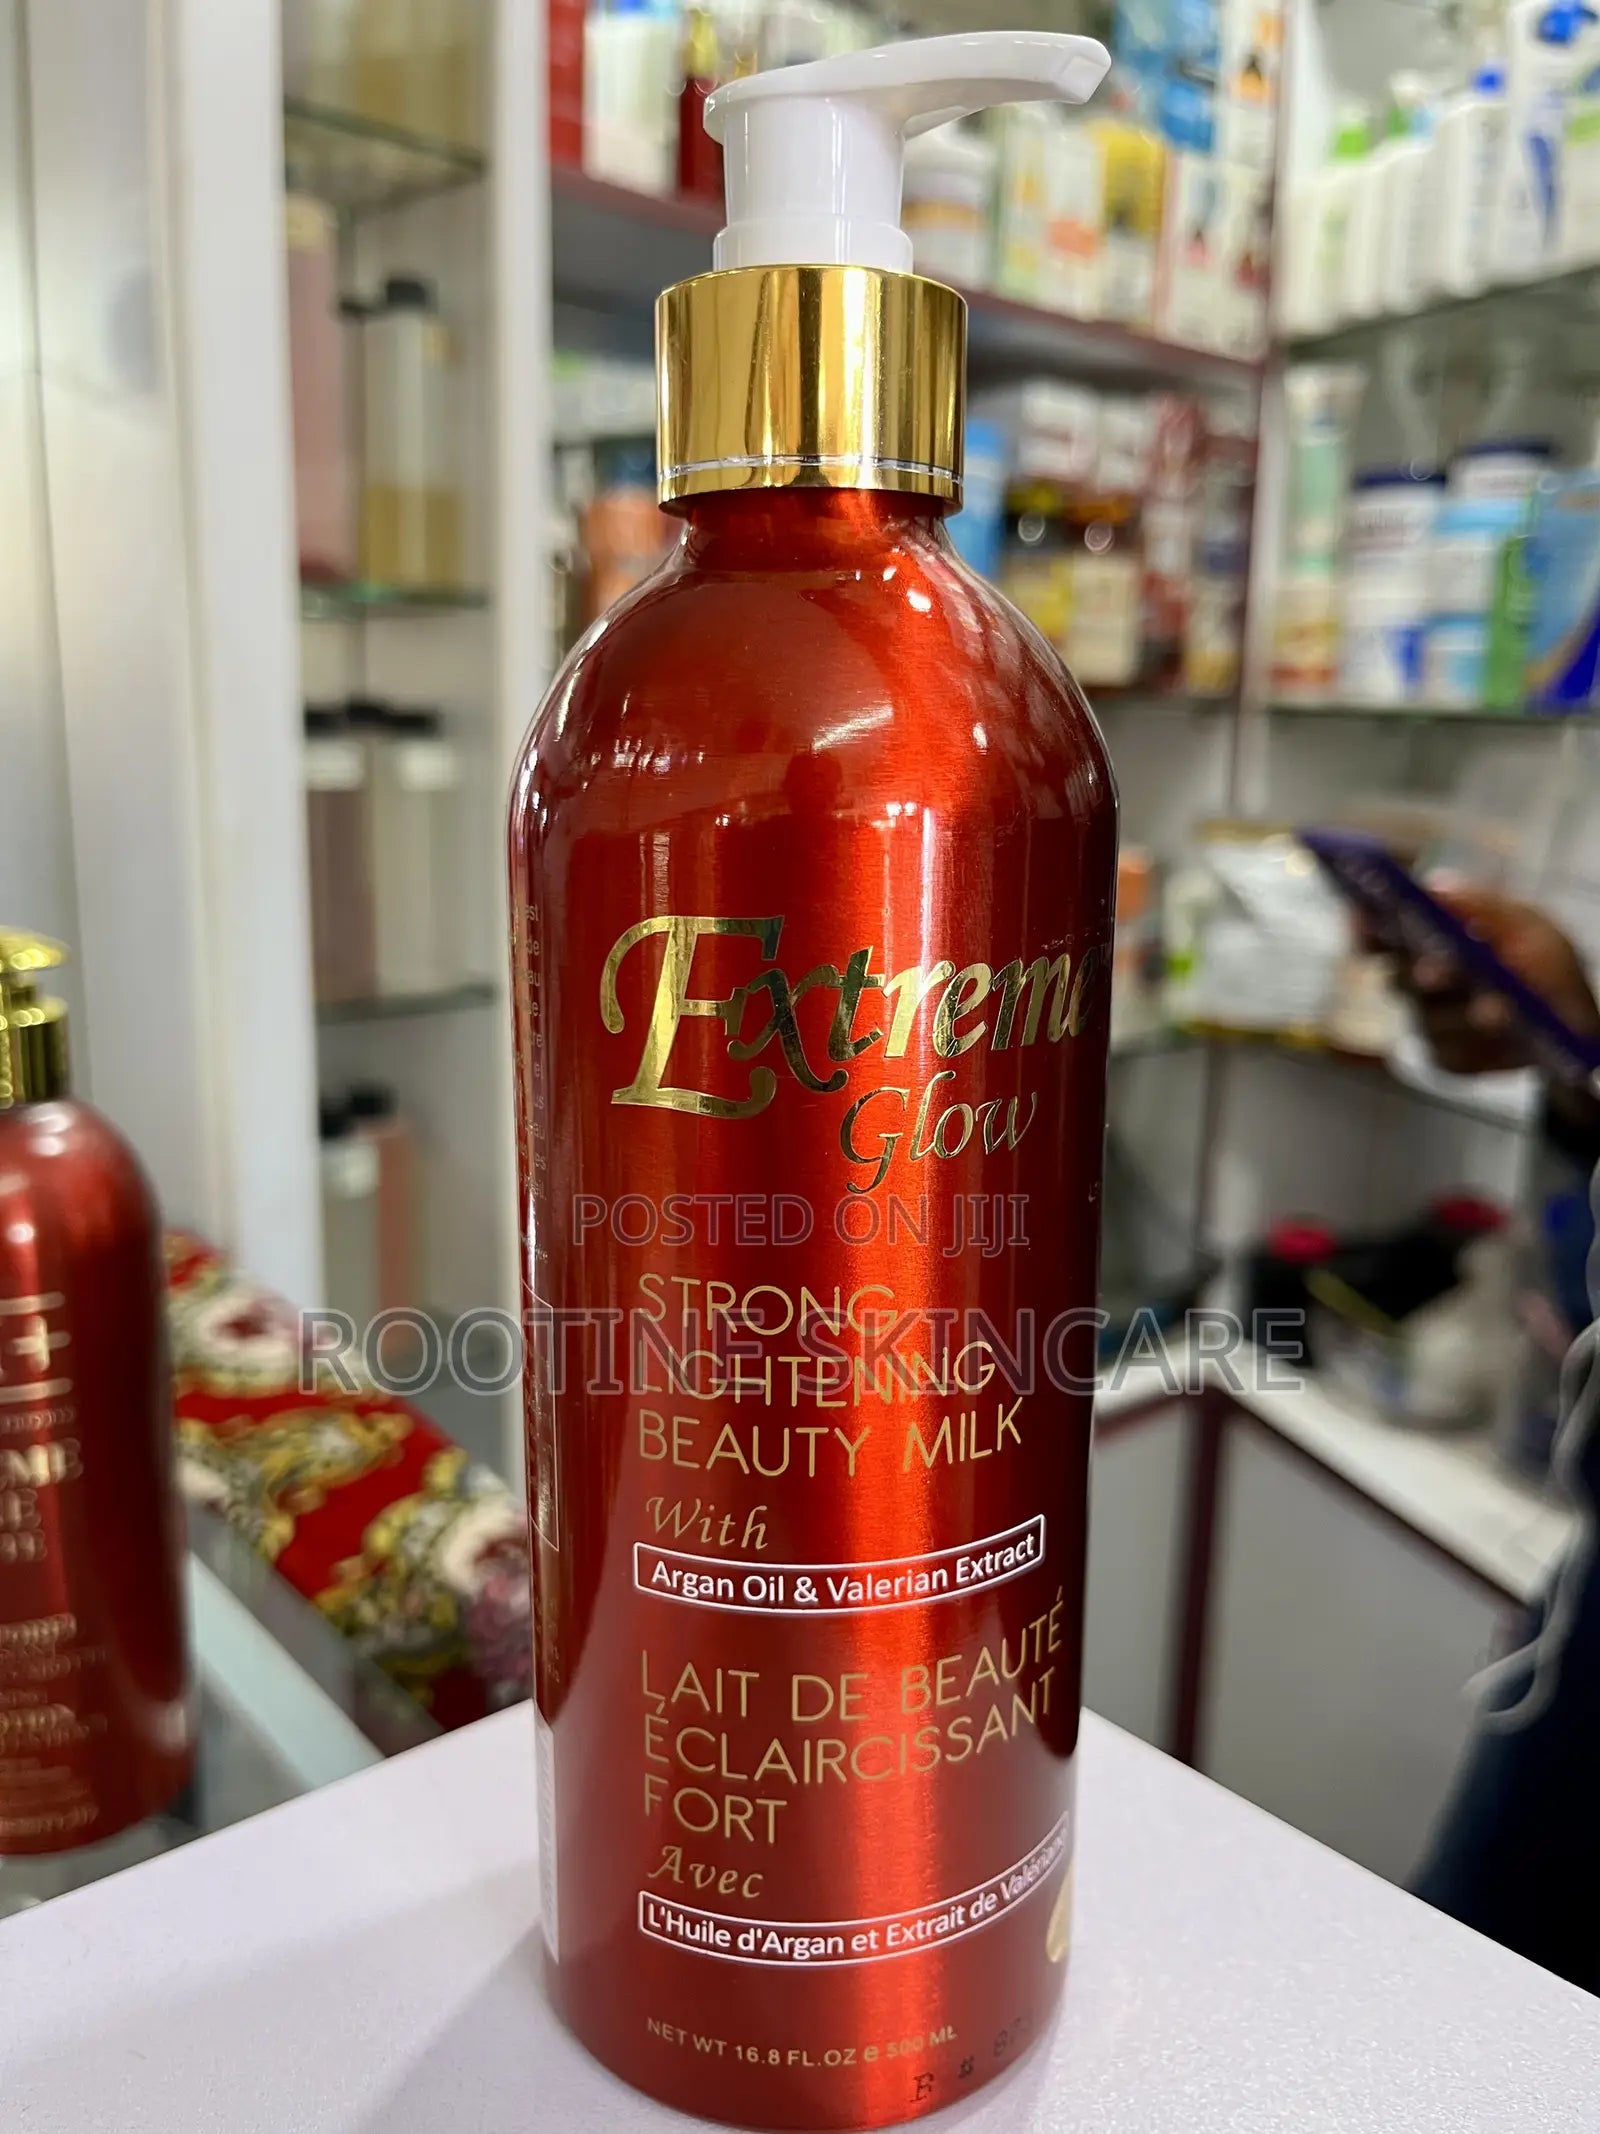 Extreme
Glow
POSTED ON JIJI
STRONG
ROOTINE SKINCARE
LIGHTENING
BEAUTY MILK
With
Argan Oil & Valerian Extract
LAIT DE BEAUTÉ
ÉCLAIRCISSANT
FORT
Avec
L'Huile d'Argan et Extrait de Valériane
NET WT 16.8 FL.OZ e 500 ML
B #